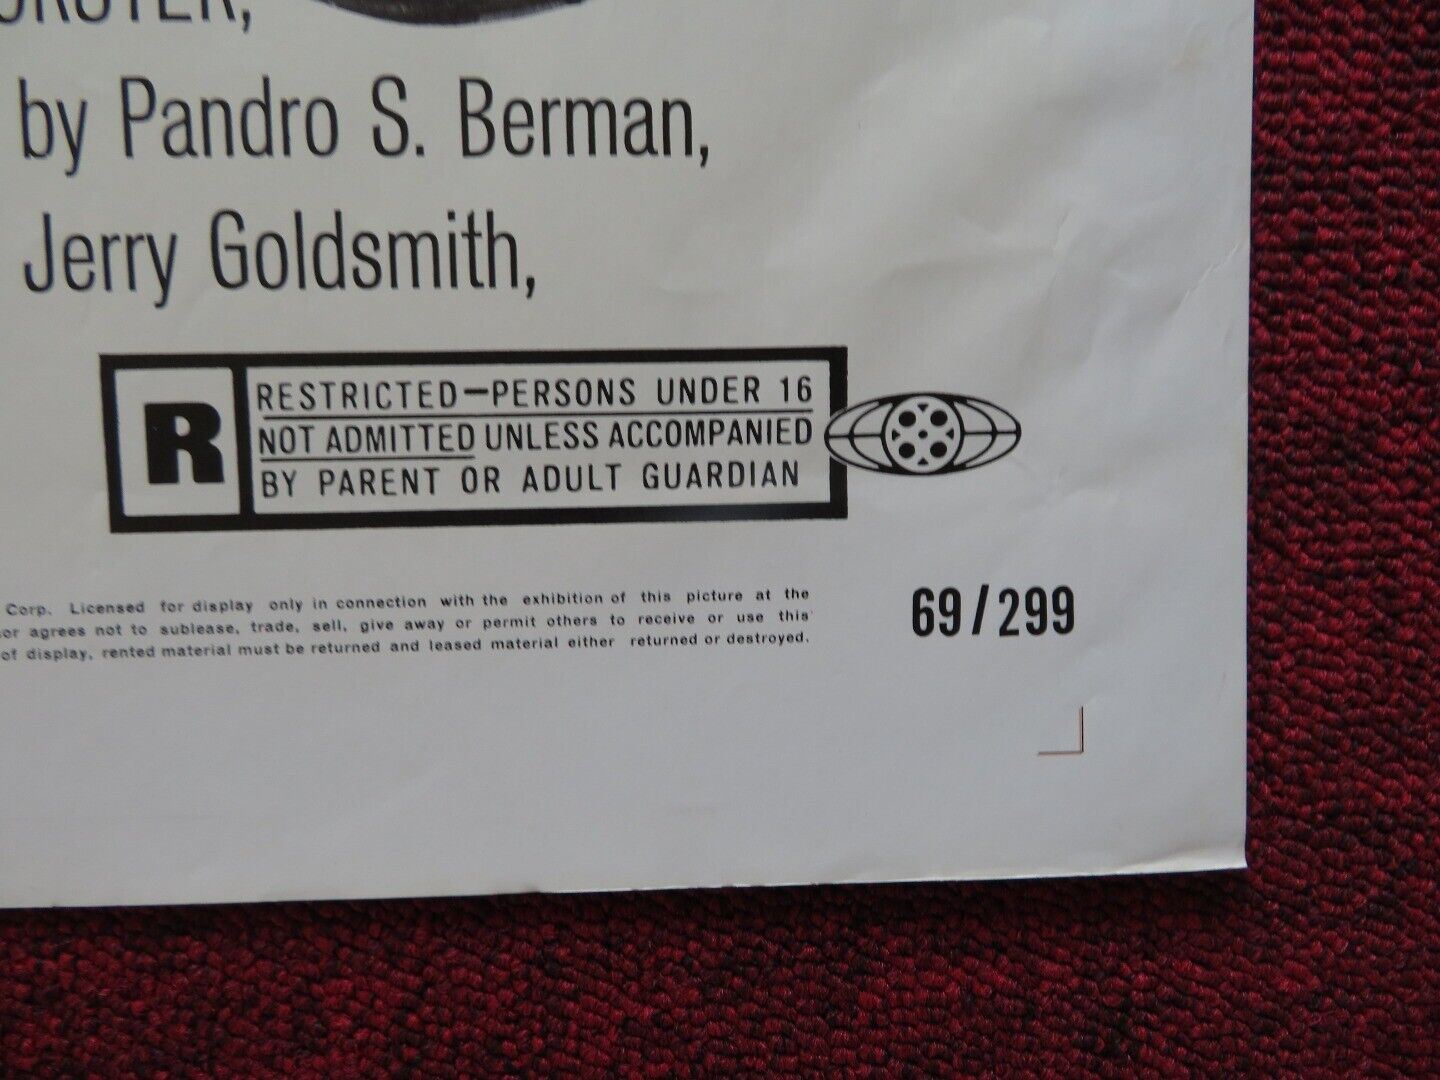 by Pandro S. Berman,
Jerry Goldsmith,
R
RESTRICTED—PERSONS UNDER 16
NOT ADMITTED UNLESS ACCOMPANIED
BY PARENT OR ADULT GUARDIAN
Corp. Licensed for display only in connection with the exhibition of this picture at the
agrees not to sublease, trade, sell, give away or permit others to receive or use this
of display, rented material must be returned and leased material either returned or destroyed.
69/299